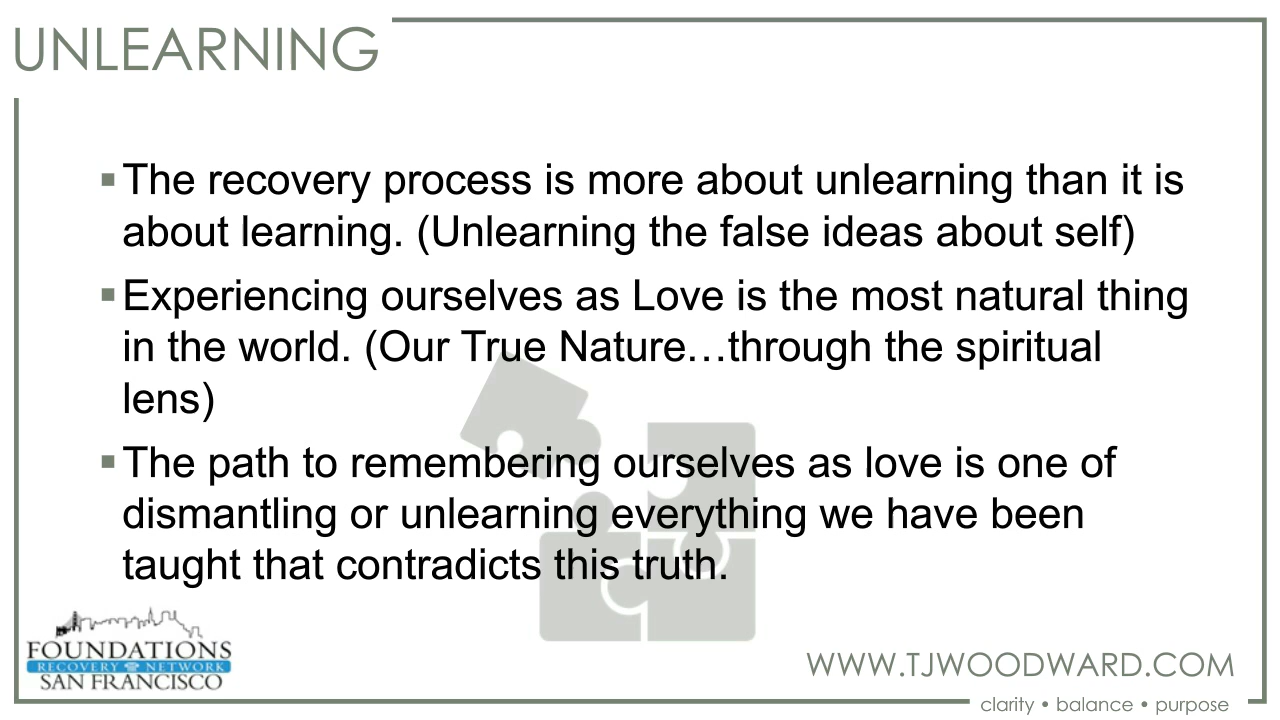 UNLEARNING
▪The recovery process is more about unlearning than it is
about learning. (Unlearning the false ideas about self)
▪Experiencing ourselves as Love is the most natural thing
in the world. (Our True Nature…through the spiritual
lens)
▪The path to remembering ourselves as love is one of
dismantling or unlearning everything we have been
taught that contradicts this truth.
FOUNDATIONS
RECOVERY NETWORK
SAN FRANCISCO
WWW.TJWOODWARD.COM
clarity • balance • purpose